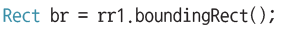 Rect br = rr1.boundingRect();